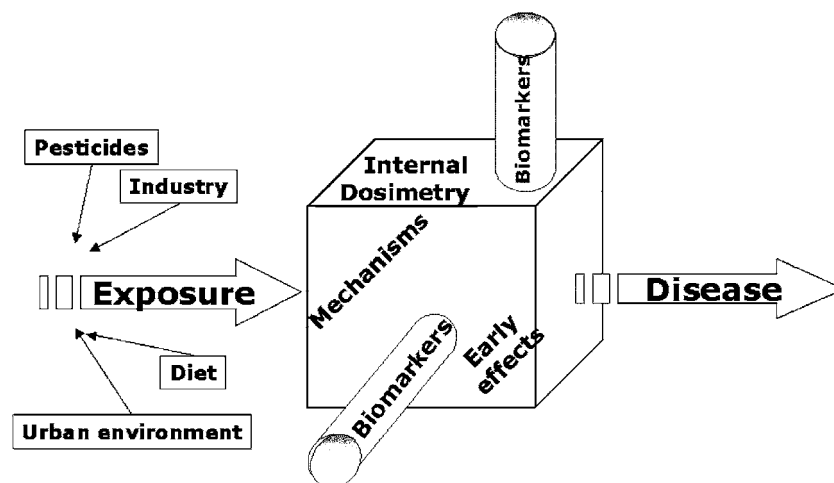 Pesticides
Industry
Exposure
Diet
Urban environment
Internal
Dosimetry
Biomarkers
Mechanisms
Biomarkers
Early
effects
Disease